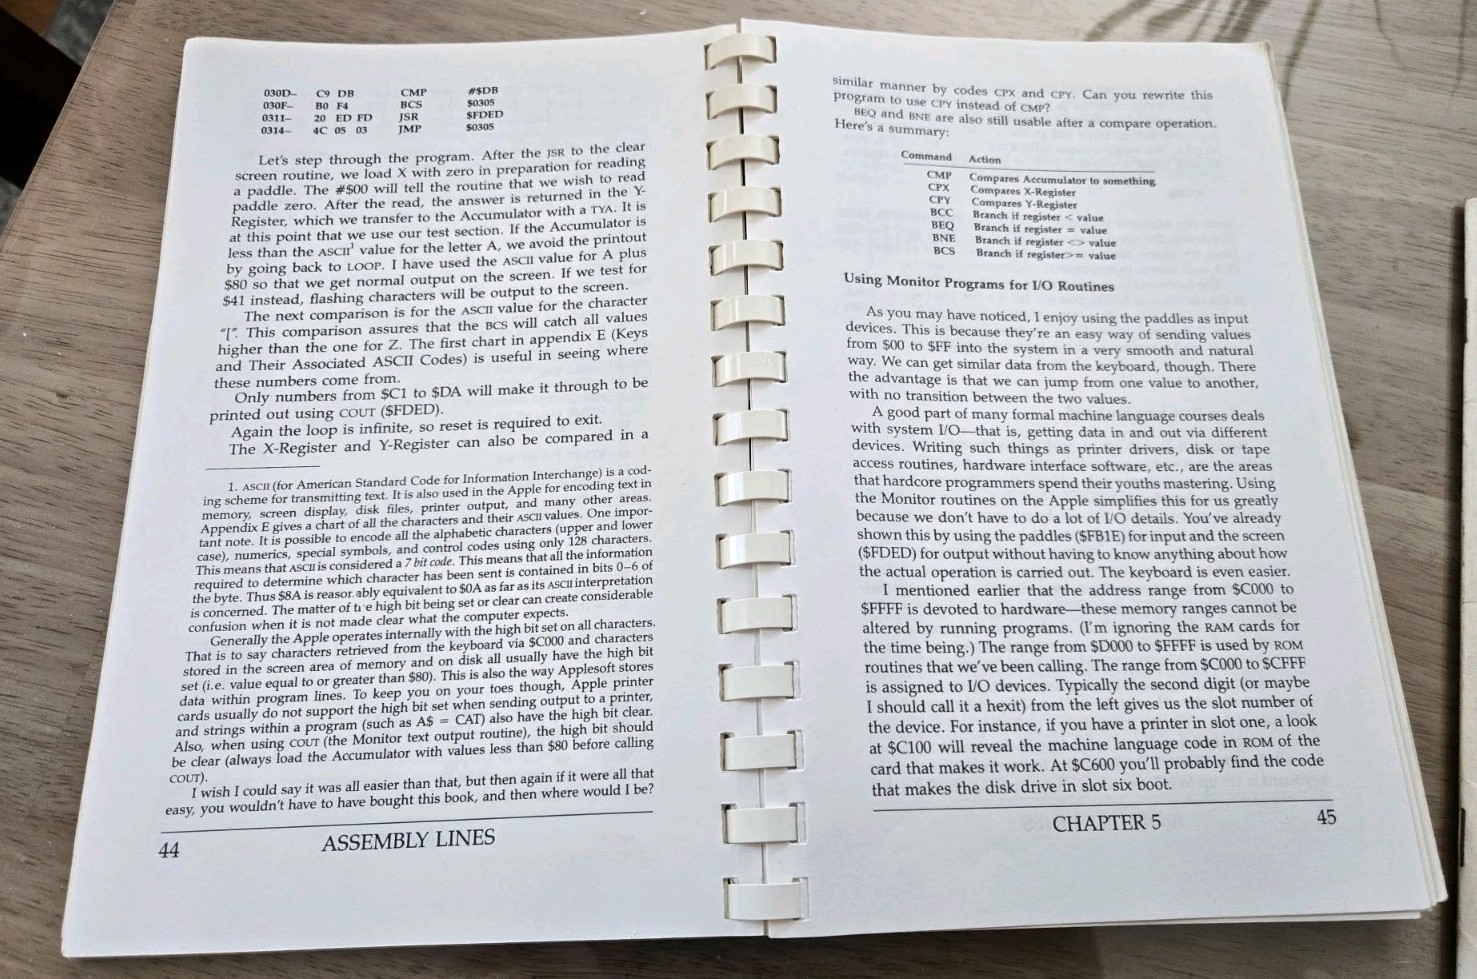 030D– C9 DB CMP #$DB
030F– B0 F4 BCS $0305
0311– 20 ED FD JSR $FDED
0314– 4C 05 03 JMP $0305
Let's step through the program. After the JSR to the clear
screen routine, we load X with zero in preparation for reading
a paddle. The #$00 will tell the routine that we wish to read
paddle zero. After the read, the answer is returned in the Y-
Register, which we transfer to the Accumulator with a TYA. It is
at this point that we use our test section. If the Accumulator is
less than the ASCII¹ value for the letter A, we avoid the printout
by going back to LOOP. I have used the ASCII value for A plus
$80 so that we get normal output on the screen. If we test for
$41 instead, flashing characters will be output to the screen.
The next comparison is for the ASCII value for the character
"[". This comparison assures that the BCS will catch all values
higher than the one for Z. The first chart in appendix E (Keys
and Their Associated ASCII Codes) is useful in seeing where
these numbers come from.
Only numbers from $C1 to $DA will make it through to be
printed out using COUT ($FDED).
Again the loop is infinite, so reset is required to exit.
The X-Register and Y-Register can also be compared in a
1. ASCII (for American Standard Code for Information Interchange) is a cod-
ing scheme for transmitting text. It is also used in the Apple for encoding text in
memory, screen display, disk files, printer output, and many other areas.
Appendix E gives a chart of all the characters and their ASCII values. One impor-
tant note. It is possible to encode all the alphabetic characters (upper and lower
case), numerics, special symbols, and control codes using only 128 characters.
This means that ASCII is considered a 7 bit code. This means that all the information
required to determine which character has been sent is contained in bits 0–6 of
the byte. Thus $8A is reasonably equivalent to $0A as far as its ASCII interpretation
is concerned. The matter of the high bit being set or clear can create considerable
confusion when it is not made clear what the computer expects.
Generally the Apple operates internally with the high bit set on all characters.
That is to say characters retrieved from the keyboard via $C000 and characters
stored in the screen area of memory and on disk all usually have the high bit
set (i.e. value equal to or greater than $80). This is also the way Applesoft stores
data within program lines. To keep you on your toes though, Apple printer
cards usually do not support the high bit set when sending output to a printer,
and strings within a program (such as A$ = CAT) also have the high bit clear.
Also, when using COUT (the Monitor text output routine), the high bit should
be clear (always load the Accumulator with values less than $80 before calling
COUT).
I wish I could say it was all easier than that, but then again if it were all that
easy, you wouldn't have to have bought this book, and then where would I be?
44 ASSEMBLY LINES
similar manner by codes CPX and CPY. Can you rewrite this
program to use CPY instead of CMP?
BEQ and BNE are also still usable after a compare operation.
Here's a summary:
Command Action
CMP Compares Accumulator to something
CPX Compares X-Register
CPY Compares Y-Register
BCC Branch if register < value
BEQ Branch if register = value
BNE Branch if register <> value
BCS Branch if register>= value
Using Monitor Programs for I/O Routines
As you may have noticed, I enjoy using the paddles as input
devices. This is because they're an easy way of sending values
from $00 to $FF into the system in a very smooth and natural
way. We can get similar data from the keyboard, though. There
the advantage is that we can jump from one value to another,
with no transition between the two values.
A good part of many formal machine language courses deals
with system I/O—that is, getting data in and out via different
devices. Writing such things as printer drivers, disk or tape
access routines, hardware interface software, etc., are the areas
that hardcore programmers spend their youths mastering. Using
the Monitor routines on the Apple simplifies this for us greatly
because we don't have to do a lot of I/O details. You've already
shown this by using the paddles ($FB1E) for input and the screen
($FDED) for output without having to know anything about how
the actual operation is carried out. The keyboard is even easier.
I mentioned earlier that the address range from $C000 to
$FFFF is devoted to hardware—these memory ranges cannot be
altered by running programs. (I'm ignoring the RAM cards for
the time being.) The range from $D000 to $FFFF is used by ROM
routines that we've been calling. The range from $C000 to $CFFF
is assigned to I/O devices. Typically the second digit (or maybe
I should call it a hexit) from the left gives us the slot number of
the device. For instance, if you have a printer in slot one, a look
at $C100 will reveal the machine language code in ROM of the
card that makes it work. At $C600 you'll probably find the code
that makes the disk drive in slot six boot.
CHAPTER 5 45